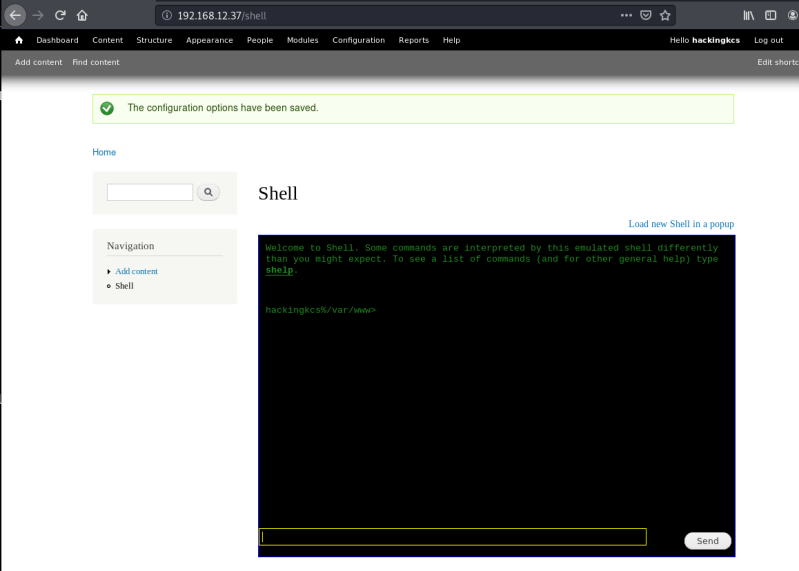 192.168.12.37/shell
Dashboard Content Structure Appearance People Modules Configuration Reports Help Hello hackingkcs Log out
Add content Find content Edit shortc
The configuration options have been saved.
Home
Shell
Load new Shell in a popup
Navigation
Add content
Shell
Welcome to Shell. Some commands are interpreted by this emulated shell differently
than you might expect. To see a list of commands (and for other general help) type
shelp.
hackingkcs%/var/www>
Send